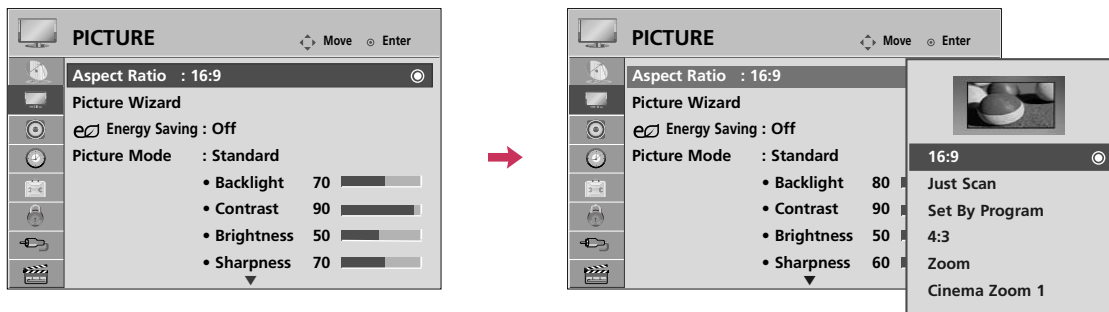 PICTURE
Move Enter
Aspect Ratio : 16:9
Picture Wizard
e Energy Saving : Off
Picture Mode : Standard
• Backlight 70
• Contrast 90
• Brightness 50
• Sharpness 70
PICTURE
Move Enter
Aspect Ratio : 16:9
Picture Wizard
e Energy Saving : Off
Picture Mode : Standard
• Backlight 80
• Contrast 90
• Brightness 50
• Sharpness 60
16:9
Just Scan
Set By Program
4:3
Zoom
Cinema Zoom 1